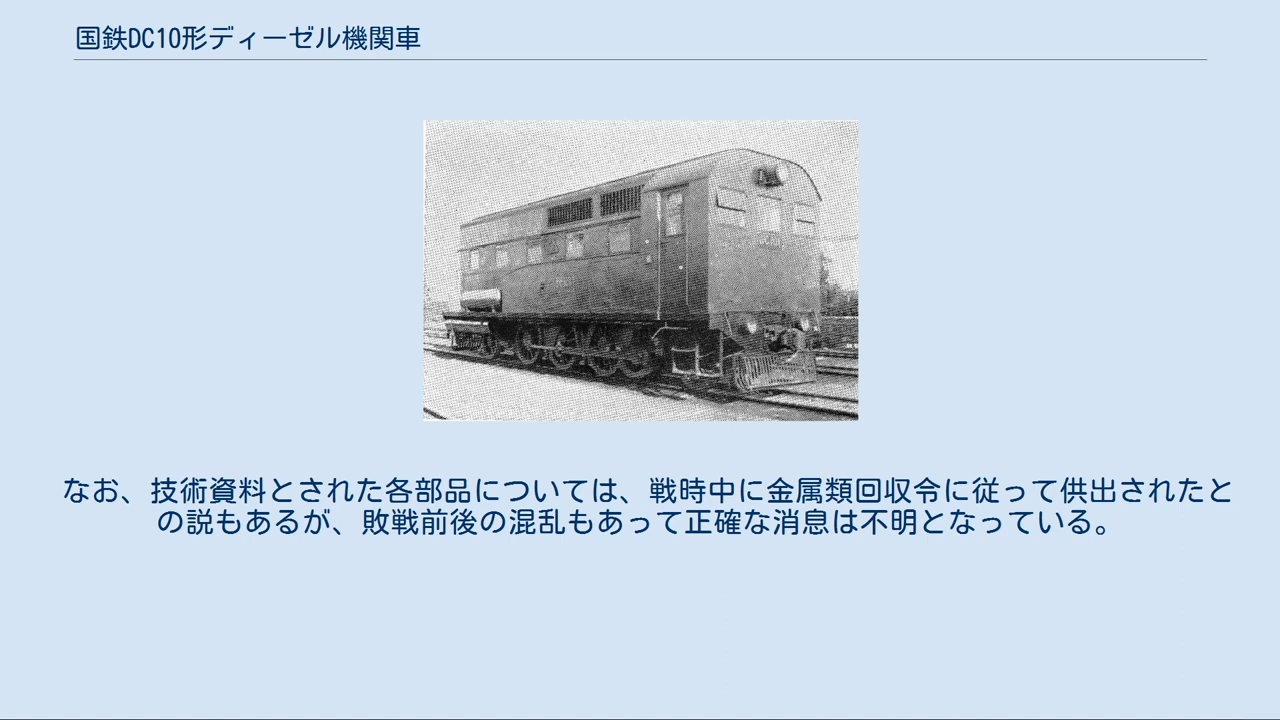 国鉄DC10形ディーゼル機関車
なお、技術資料とされた各部品については、戦時中に金属類回収令に従って供出されたと
の説もあるが、敗戦前後の混乱もあって正確な消息は不明となっている。